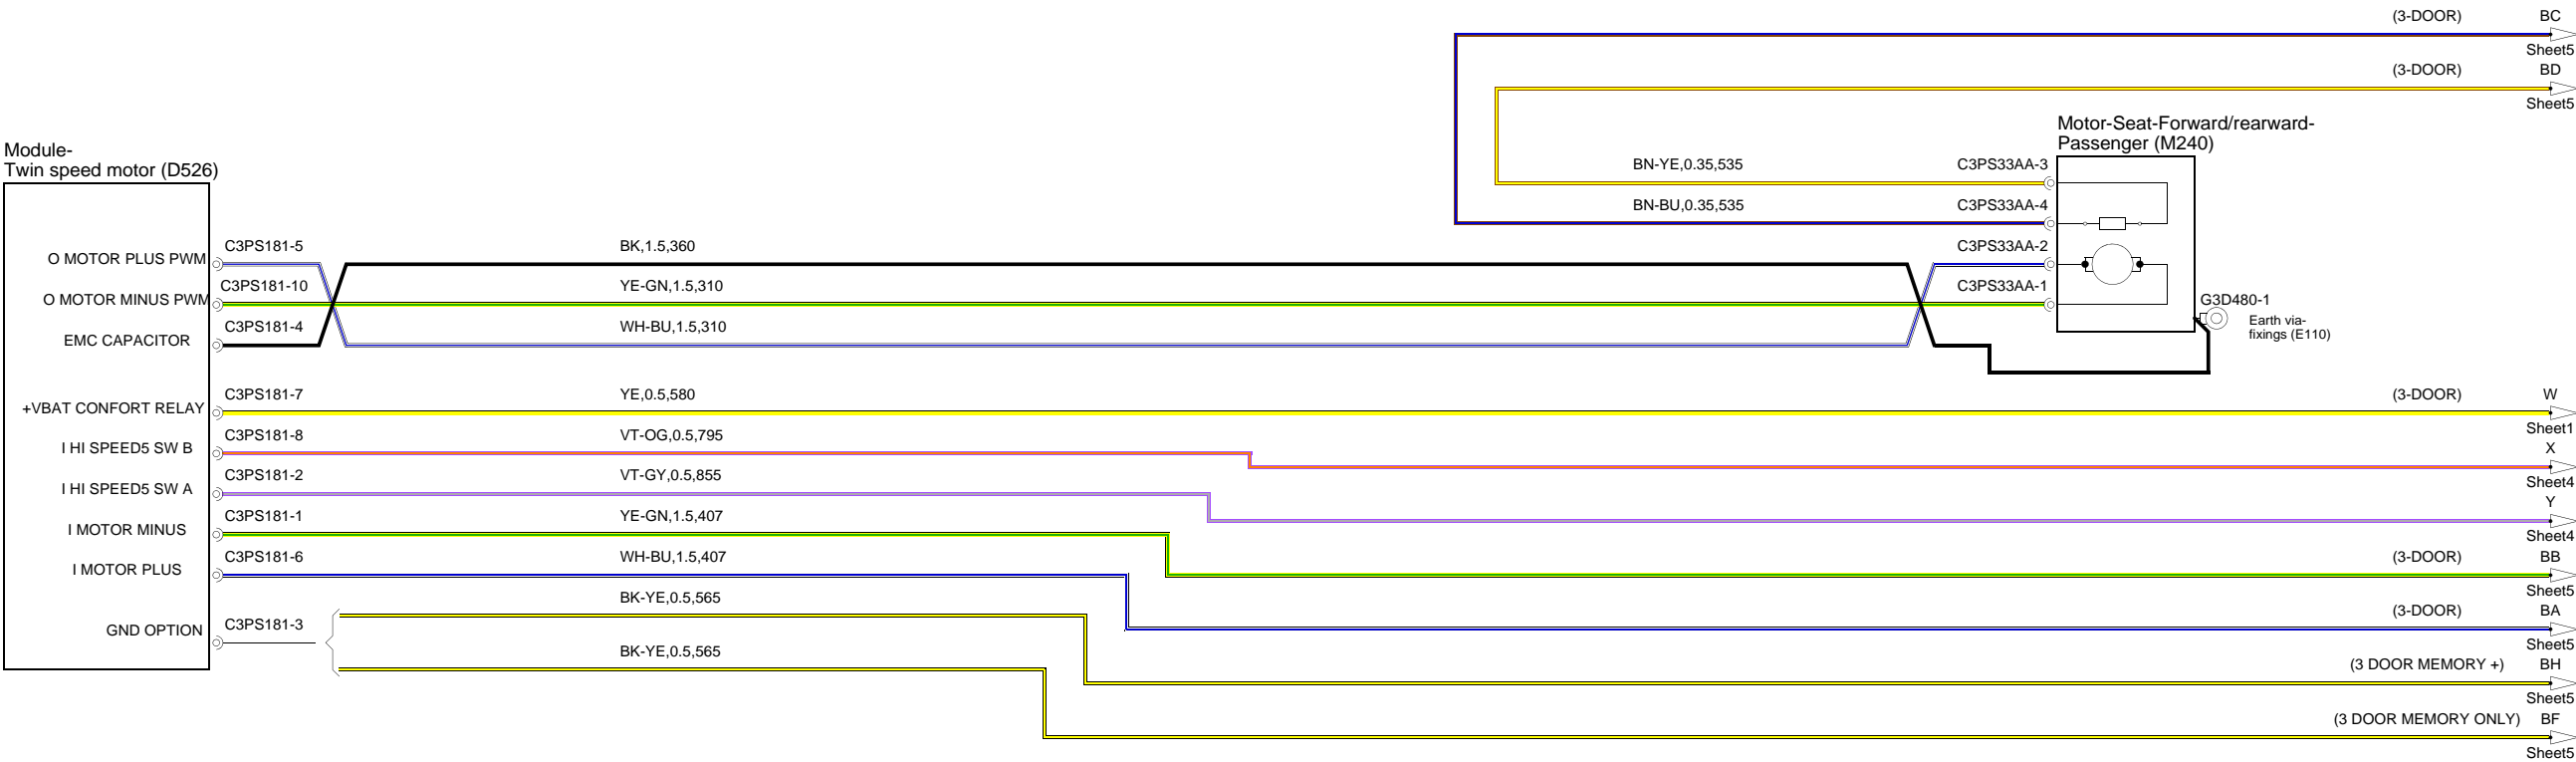 (3-DOOR) BC
Sheet5
(3-DOOR) BD
Sheet5
Module-
Twin speed motor (D526)
Motor-Seat-Forward/rearward-
Passenger (M240)
BN-YE,0.35,535 C3PS33AA-3
BN-BU,0.35,535 C3PS33AA-4
C3PS181-5 BK,1.5,360 C3PS33AA-2
O MOTOR PLUS PWM
C3PS181-10 YE-GN,1.5,310 C3PS33AA-1
O MOTOR MINUS PWM
G3D480-1
Earth via-
fixings (E110)
C3PS181-4 WH-BU,1.5,310
EMC CAPACITOR
C3PS181-7 YE,0.5,580 (3-DOOR) W
+VBAT CONFORT RELAY
Sheet1
C3PS181-8 VT-OG,0.5,795 X
I HI SPEED5 SW B
Sheet4
C3PS181-2 VT-GY,0.5,855
I HI SPEED5 SW A
Y
Sheet4
C3PS181-1 YE-GN,1.5,407
I MOTOR MINUS
C3PS181-6 WH-BU,1.5,407 (3-DOOR) BB
I MOTOR PLUS
Sheet5
BK-YE,0.5,565
(3-DOOR) BA
C3PS181-3
GND OPTION
Sheet5
BK-YE,0.5,565
(3 DOOR MEMORY +) BH
Sheet5
(3 DOOR MEMORY ONLY) BF
Sheet5